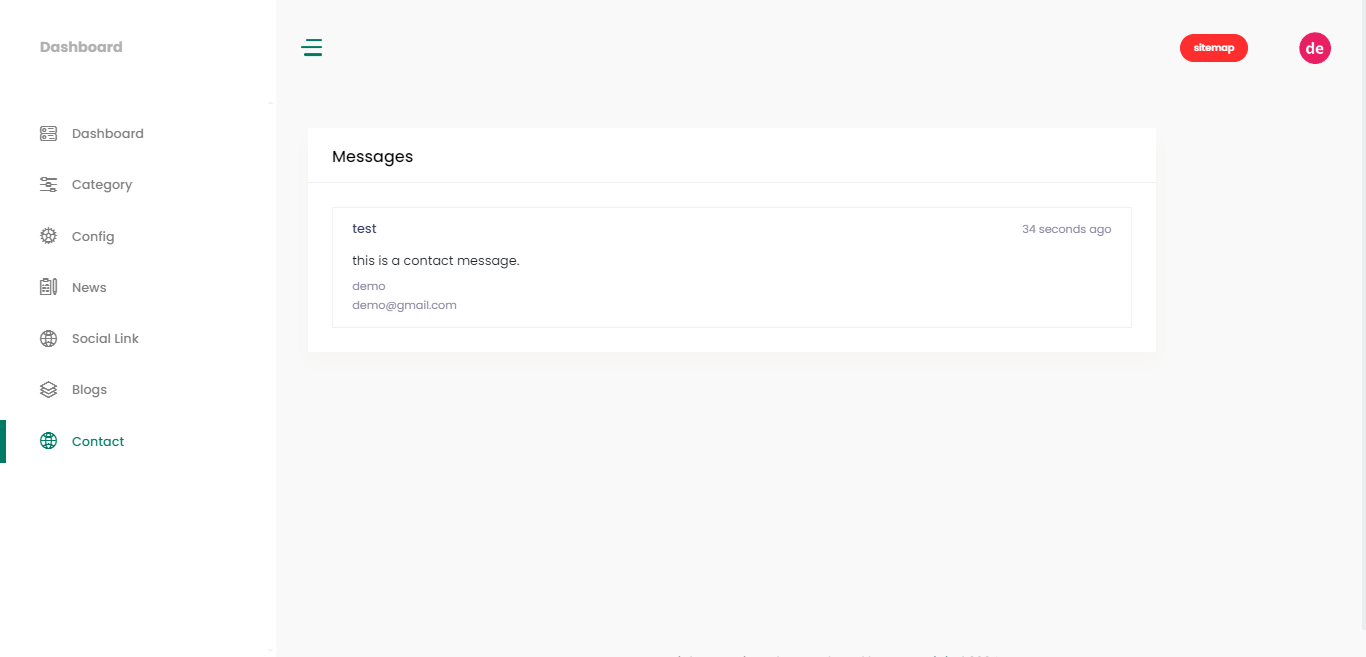 Dashboard
sitemap
de
Dashboard
Category
Config
News
Social Link
Blogs
Contact
Messages
test
34 seconds ago
this is a contact message.
demo
demo@gmail.com